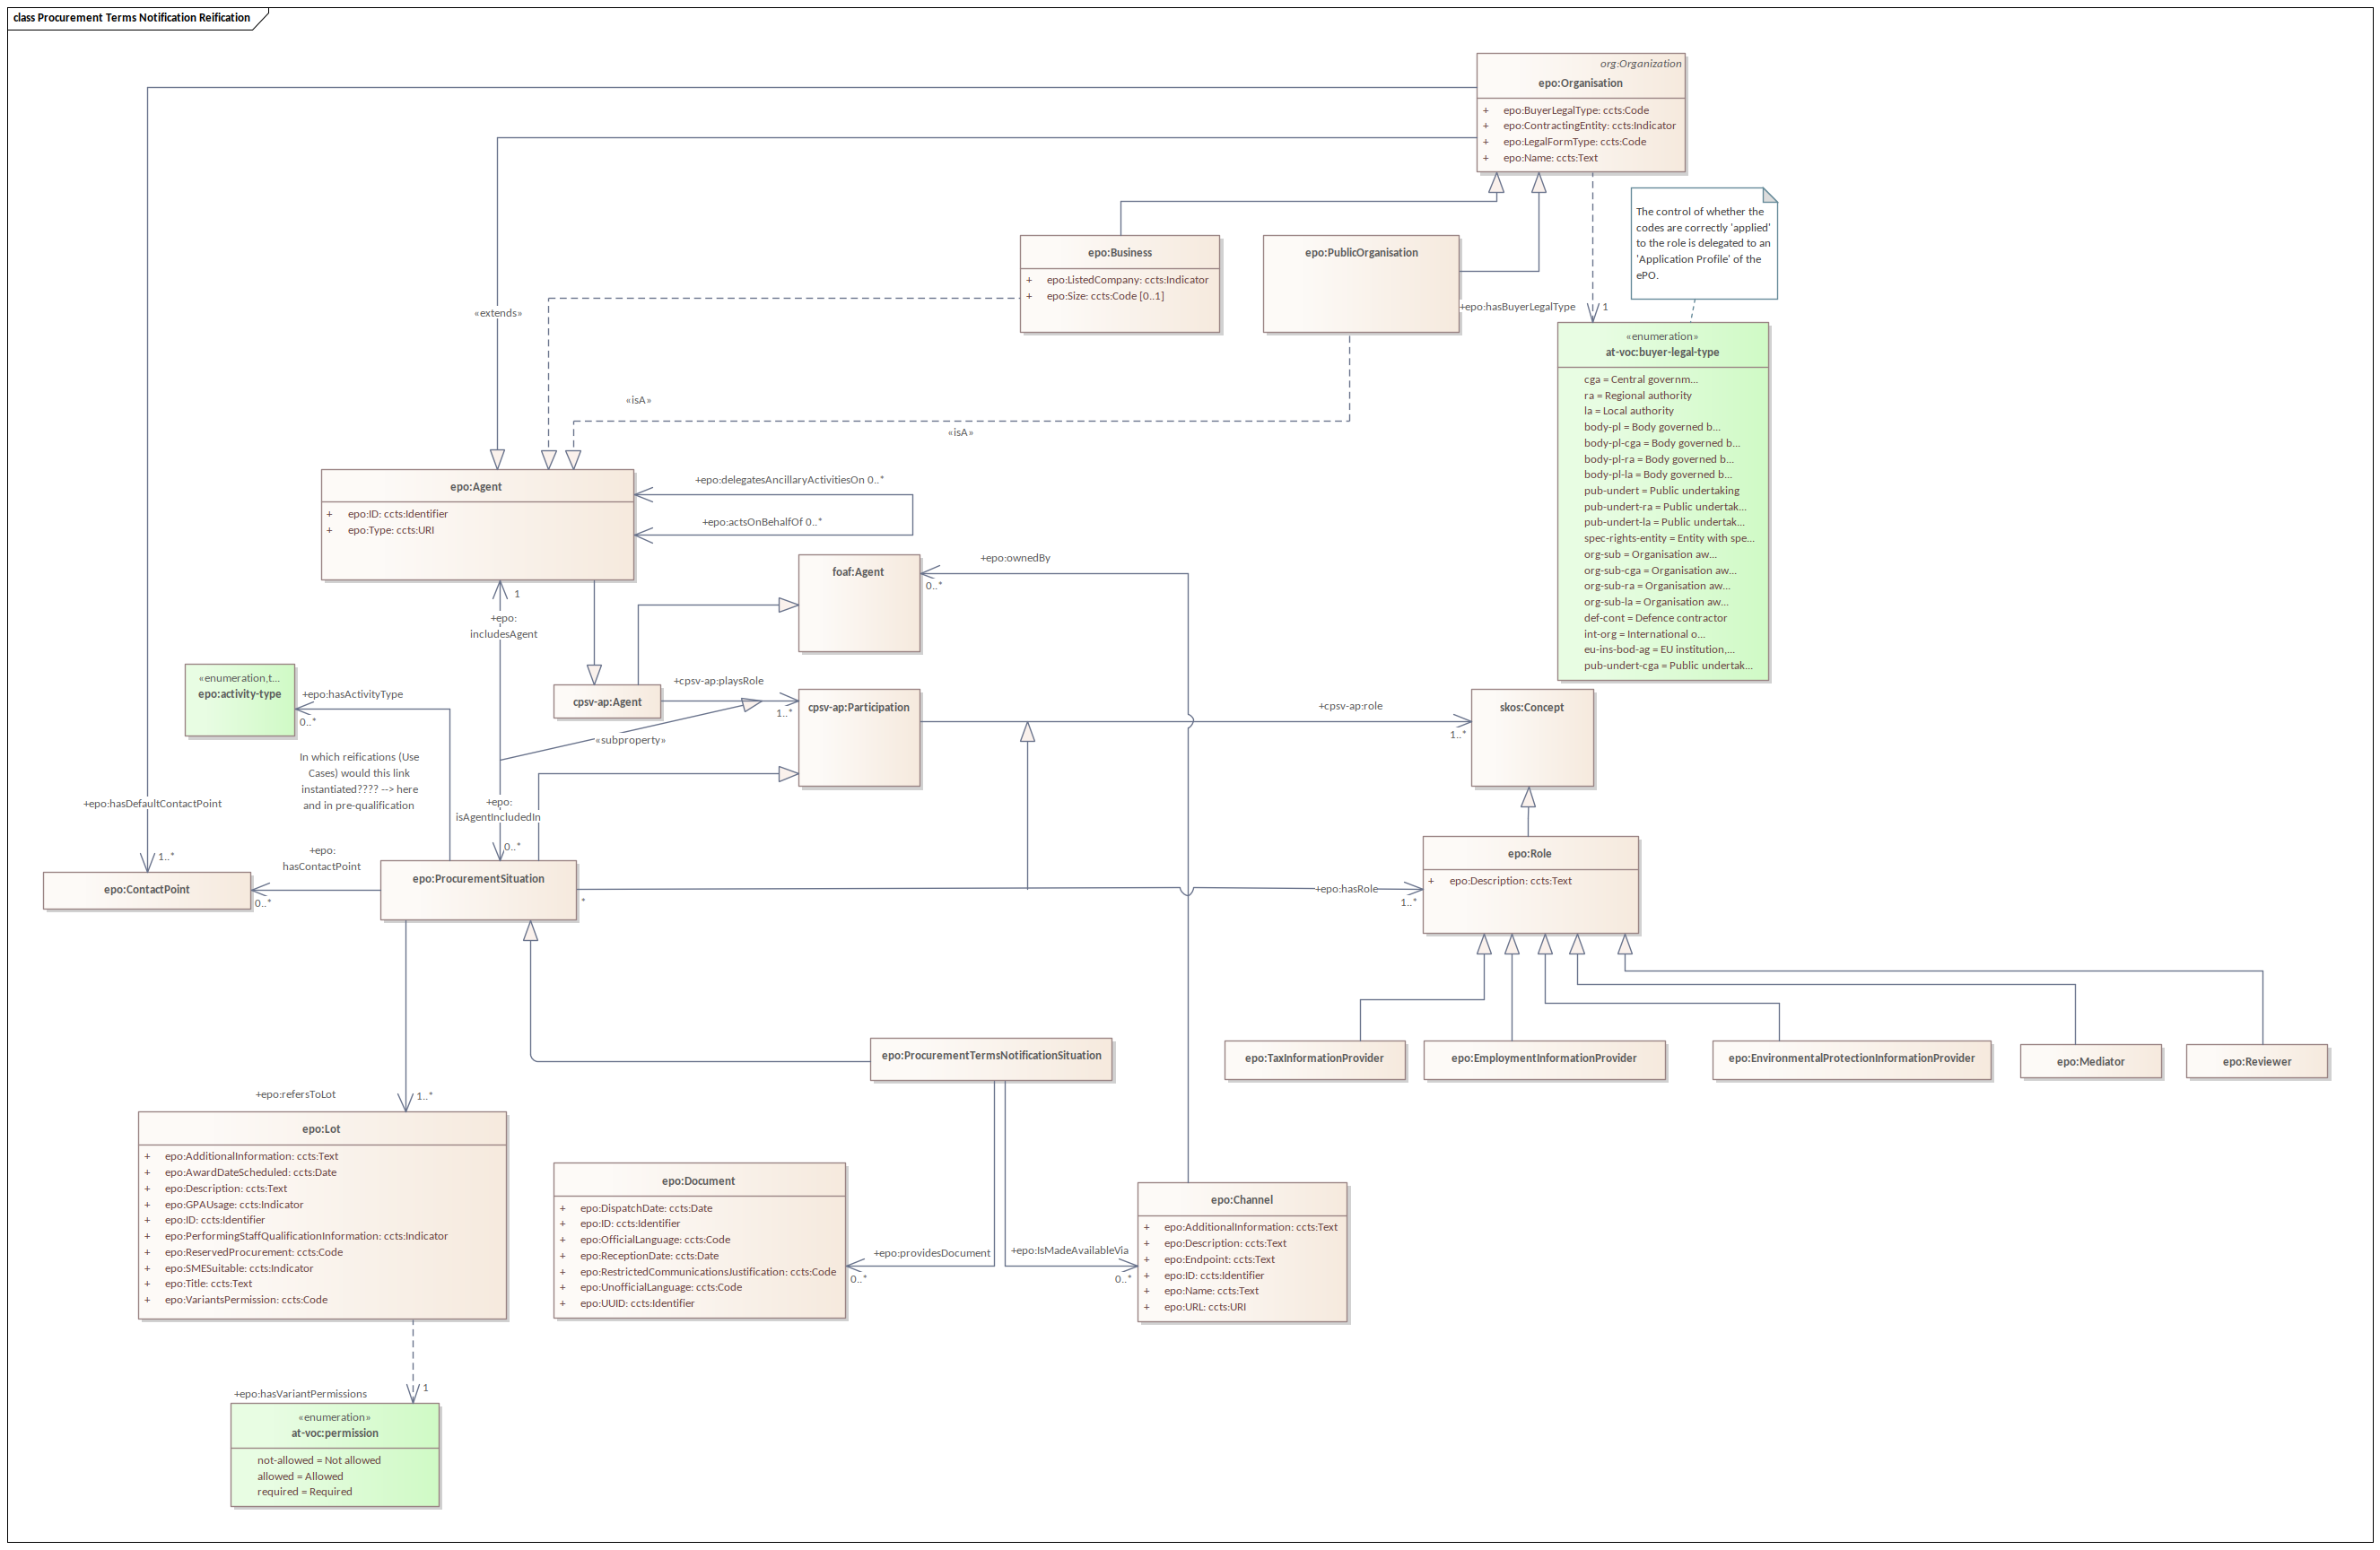 class Procurement Terms Notification Reification
org:Organization
epo:Organisation
+ epo:BuyerLegalType: ccts:Code
+ epo:ContractingEntity: ccts:Indicator
+ epo:LegalFormType: ccts:Code
+ epo:Name: ccts:Text
The control of whether the
codes are correctly 'applied'
to the role is delegated to an
'Application Profile' of the
ePO.
epo:Business
+ epo:ListedCompany: ccts:Indicator
+ epo:Size: ccts:Code [0..1]
epo:PublicOrganisation
+epo:hasBuyerLegalType 1
«extends»
«enumeration»
at-voc:buyer-legal-type
cga = Central governm...
ra = Regional authority
la = Local authority
body-pl = Body governed b...
body-pl-cga = Body governed b...
body-pl-ra = Body governed b...
body-pl-la = Body governed b...
pub-undert = Public undertaking
pub-undert-ra = Public undertak...
pub-undert-la = Public undertak...
spec-rights-entity = Entity with spe...
org-sub = Organisation aw...
org-sub-cga = Organisation aw...
org-sub-ra = Organisation aw...
org-sub-la = Organisation aw...
def-cont = Defence contractor
int-org = International o...
eu-ins-bod-ag = EU institution,...
pub-undert-cga = Public undertak...
«isA»
«isA»
epo:Agent
+ epo:ID: ccts:Identifier
+ epo:Type: ccts:URI
+epo:delegatesAncillaryActivitiesOn 0..*
+epo:actsOnBehalfOf 0..*
foaf:Agent
+epo:ownedBy
0..*
1
+epo:
includesAgent
«enumeration,t...
epo:activity-type
+epo:hasActivityType
0..*
cpsv-ap:Agent
+cpsv-ap:playsRole
1..*
cpsv-ap:Participation
+cpsv-ap:role
1..*
skos:Concept
«subproperty»
In which reifications (Use
Cases) would this link
instantiated???? --> here
and in pre-qualification
+epo:hasDefaultContactPoint
1..*
+epo:
isAgentIncludedIn
0..*
+epo:
hasContactPoint
0..*
epo:ContactPoint
epo:ProcurementSituation
*
+epo:hasRole
1..*
epo:Role
+ epo:Description: ccts:Text
epo:ProcurementTermsNotificationSituation
epo:TaxInformationProvider
epo:EmploymentInformationProvider
epo:EnvironmentalProtectionInformationProvider
epo:Mediator
epo:Reviewer
+epo:refersToLot
1..*
epo:Lot
+ epo:AdditionalInformation: ccts:Text
+ epo:AwardDateScheduled: ccts:Date
+ epo:Description: ccts:Text
+ epo:GPAUsage: ccts:Indicator
+ epo:ID: ccts:Identifier
+ epo:PerformingStaffQualificationInformation: ccts:Indicator
+ epo:ReservedProcurement: ccts:Code
+ epo:SMESuitable: ccts:Indicator
+ epo:Title: ccts:Text
+ epo:VariantsPermission: ccts:Code
epo:Document
+ epo:DispatchDate: ccts:Date
+ epo:ID: ccts:Identifier
+ epo:OfficialLanguage: ccts:Code
+ epo:ReceptionDate: ccts:Date
+ epo:RestrictedCommunicationsJustification: ccts:Code
+ epo:UnofficialLanguage: ccts:Code
+ epo:UUID: ccts:Identifier
+epo:providesDocument
0..*
+epo:IsMadeAvailableVia
0..*
epo:Channel
+ epo:AdditionalInformation: ccts:Text
+ epo:Description: ccts:Text
+ epo:Endpoint: ccts:Text
+ epo:ID: ccts:Identifier
+ epo:Name: ccts:Text
+ epo:URL: ccts:URI
+epo:hasVariantPermissions
1
«enumeration»
at-voc:permission
not-allowed = Not allowed
allowed = Allowed
required = Required